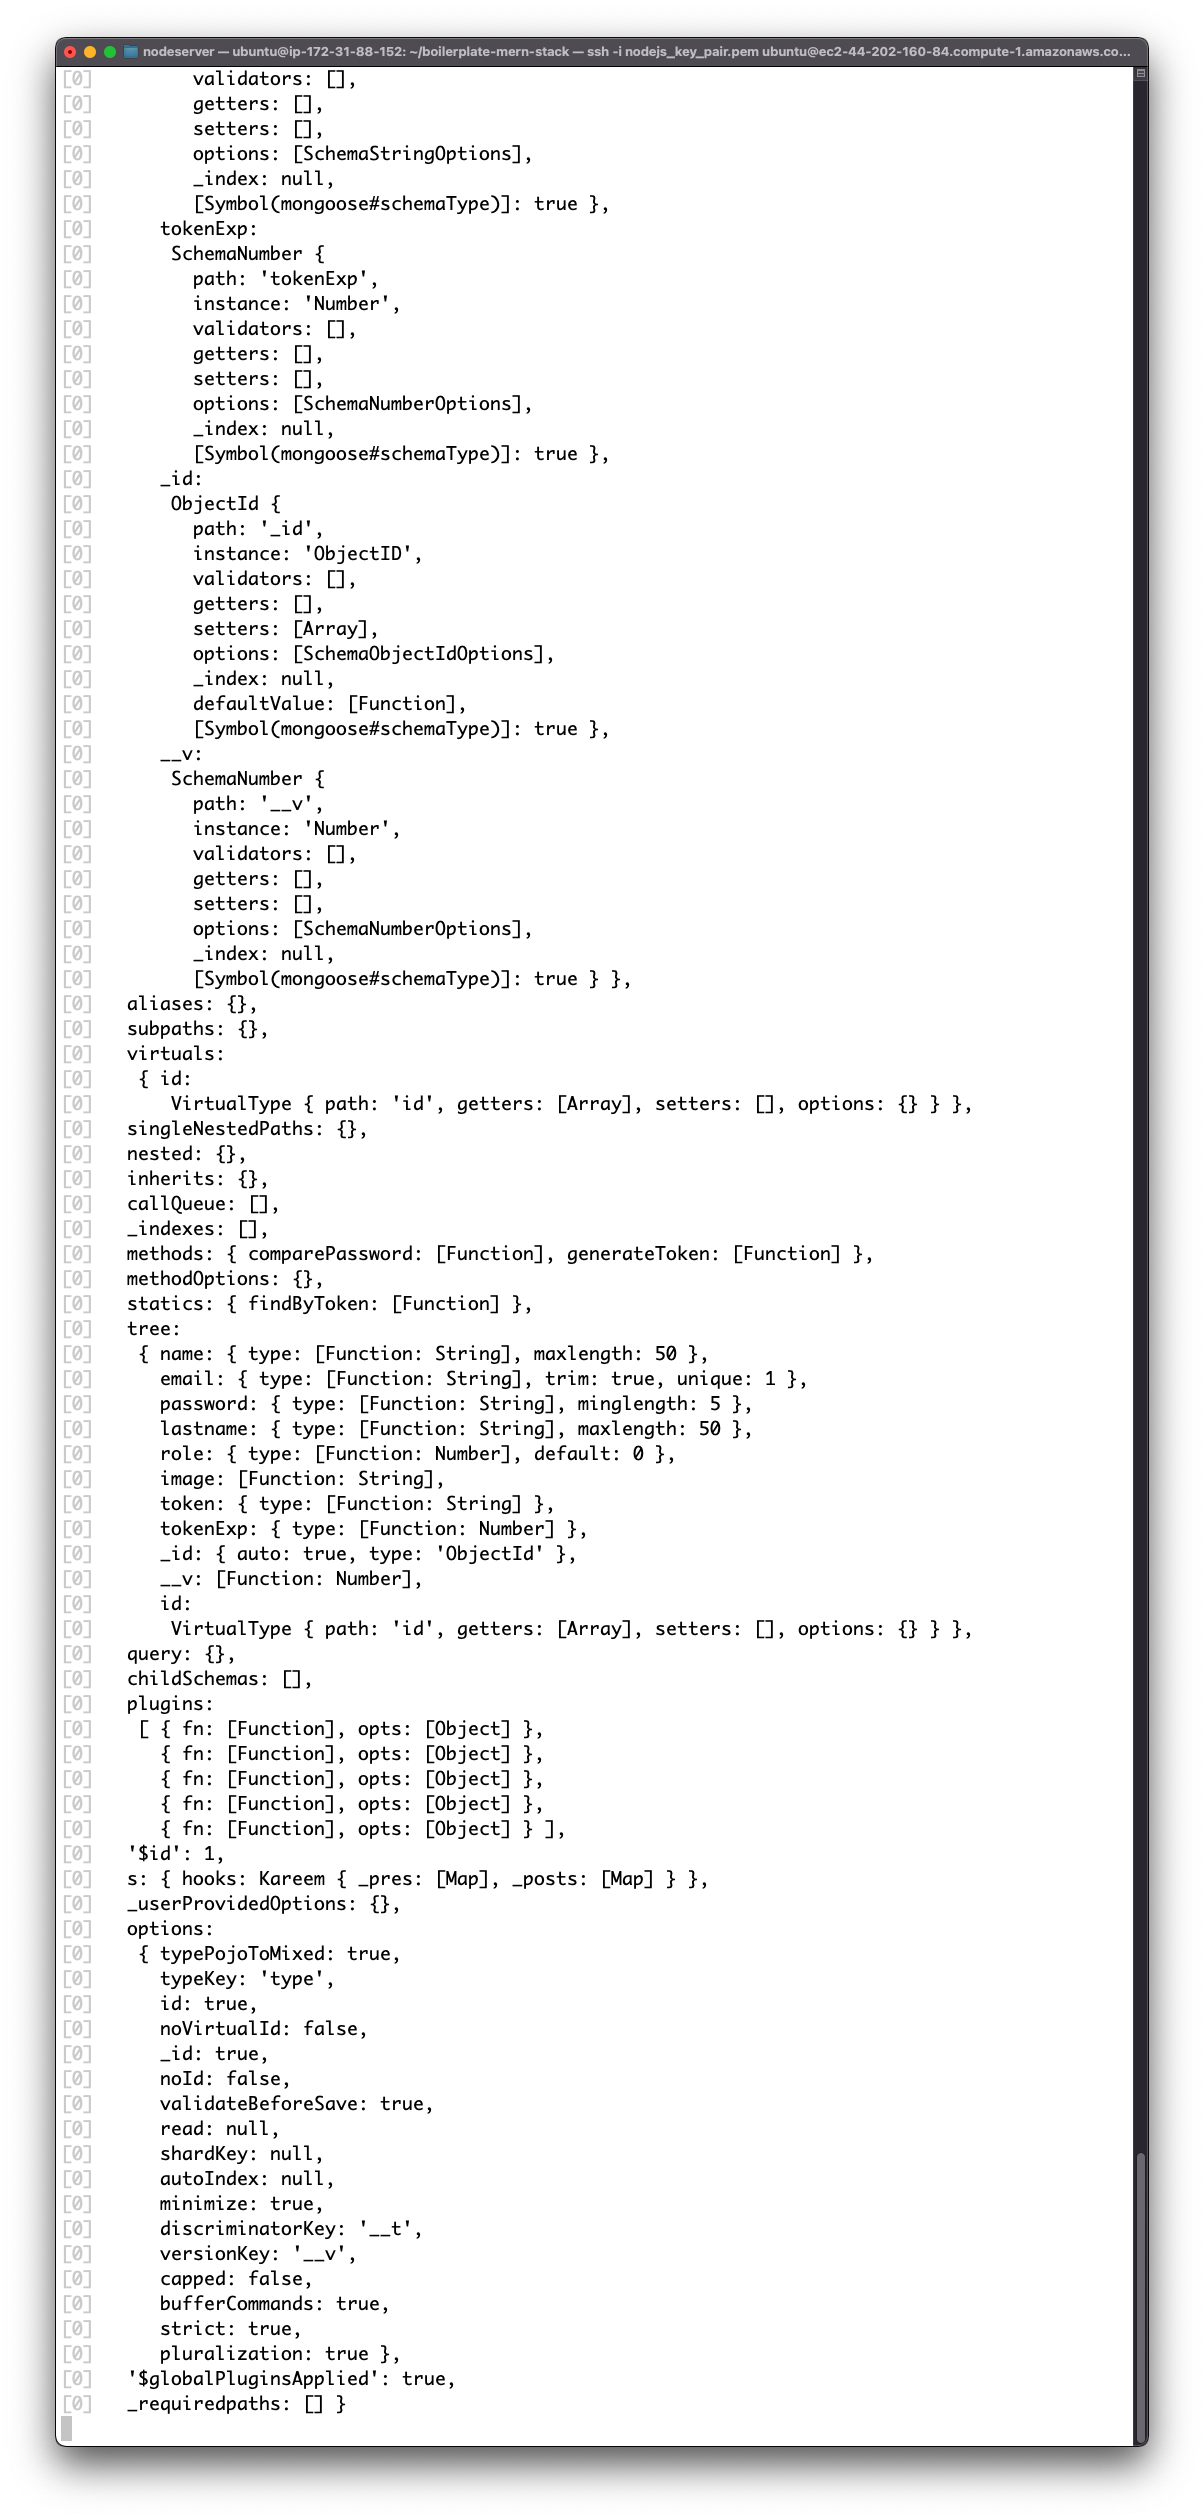 nodeserver — ubuntu@ip-172-31-88-152: ~/boilerplate-mern-stack — ssh -i nodejs_key_pair.pem ubuntu@ec2-44-202-160-84.compute-1.amazonaws.co...
[0]         validators: [],
[0]         getters: [],
[0]         setters: [],
[0]         options: [SchemaStringOptions],
[0]         _index: null,
[0]         [Symbol(mongoose#schemaType)]: true },
[0]      tokenExp:
[0]       SchemaNumber {
[0]         path: 'tokenExp',
[0]         instance: 'Number',
[0]         validators: [],
[0]         getters: [],
[0]         setters: [],
[0]         options: [SchemaNumberOptions],
[0]         _index: null,
[0]         [Symbol(mongoose#schemaType)]: true },
[0]      _id:
[0]       ObjectId {
[0]         path: '_id',
[0]         instance: 'ObjectID',
[0]         validators: [],
[0]         getters: [],
[0]         setters: [Array],
[0]         options: [SchemaObjectIdOptions],
[0]         _index: null,
[0]         defaultValue: [Function],
[0]         [Symbol(mongoose#schemaType)]: true },
[0]      __v:
[0]       SchemaNumber {
[0]         path: '__v',
[0]         instance: 'Number',
[0]         validators: [],
[0]         getters: [],
[0]         setters: [],
[0]         options: [SchemaNumberOptions],
[0]         _index: null,
[0]         [Symbol(mongoose#schemaType)]: true } },
[0]   aliases: {},
[0]   subpaths: {},
[0]   virtuals:
[0]    { id:
[0]       VirtualType { path: 'id', getters: [Array], setters: [], options: {} } },
[0]   singleNestedPaths: {},
[0]   nested: {},
[0]   inherits: {},
[0]   callQueue: [],
[0]   _indexes: [],
[0]   methods: { comparePassword: [Function], generateToken: [Function] },
[0]   methodOptions: {},
[0]   statics: { findByToken: [Function] },
[0]   tree:
[0]    { name: { type: [Function: String], maxlength: 50 },
[0]      email: { type: [Function: String], trim: true, unique: 1 },
[0]      password: { type: [Function: String], minglength: 5 },
[0]      lastname: { type: [Function: String], maxlength: 50 },
[0]      role: { type: [Function: Number], default: 0 },
[0]      image: [Function: String],
[0]      token: { type: [Function: String] },
[0]      tokenExp: { type: [Function: Number] },
[0]      _id: { auto: true, type: 'ObjectId' },
[0]      __v: [Function: Number],
[0]      id:
[0]       VirtualType { path: 'id', getters: [Array], setters: [], options: {} } },
[0]   query: {},
[0]   childSchemas: [],
[0]   plugins:
[0]    [ { fn: [Function], opts: [Object] },
[0]      { fn: [Function], opts: [Object] },
[0]      { fn: [Function], opts: [Object] },
[0]      { fn: [Function], opts: [Object] },
[0]      { fn: [Function], opts: [Object] } ],
[0]   '$id': 1,
[0]   s: { hooks: Kareem { _pres: [Map], _posts: [Map] } },
[0]   _userProvidedOptions: {},
[0]   options:
[0]    { typePojoToMixed: true,
[0]      typeKey: 'type',
[0]      id: true,
[0]      noVirtualId: false,
[0]      _id: true,
[0]      noId: false,
[0]      validateBeforeSave: true,
[0]      read: null,
[0]      shardKey: null,
[0]      autoIndex: null,
[0]      minimize: true,
[0]      discriminatorKey: '__t',
[0]      versionKey: '__v',
[0]      capped: false,
[0]      bufferCommands: true,
[0]      strict: true,
[0]      pluralization: true },
[0]   '$globalPluginsApplied': true,
[0]   _requiredpaths: [] }